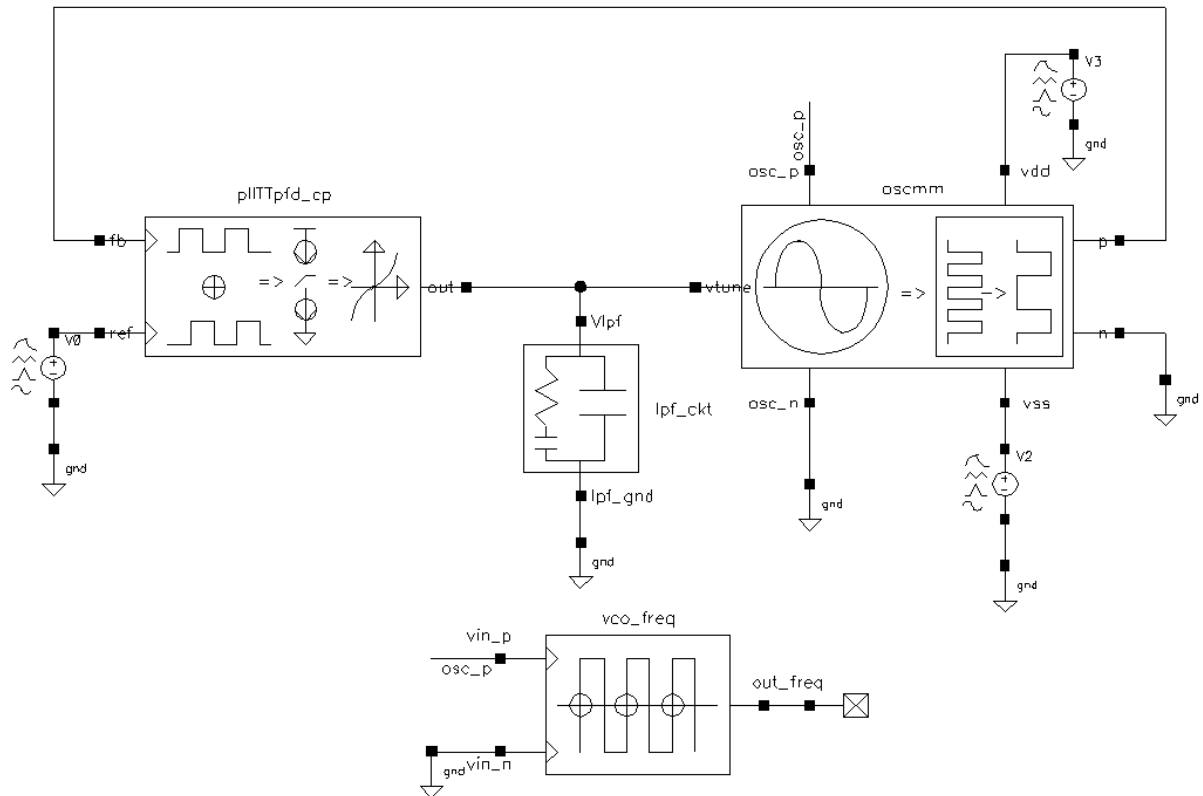 V3
gnd
osc_p
osc_p
vdd
oscmm
pllTTpfd_cp
fb
=>
=>
out
vtune
=>
->
p
V0
ref
Vlpf
n
gnd
lpf_ckt
osc_n
vss
gnd
V2
lpf_gnd
gnd
gnd
gnd
vco_freq
vin_p
osc_p
out_freq
gnd
vin_n